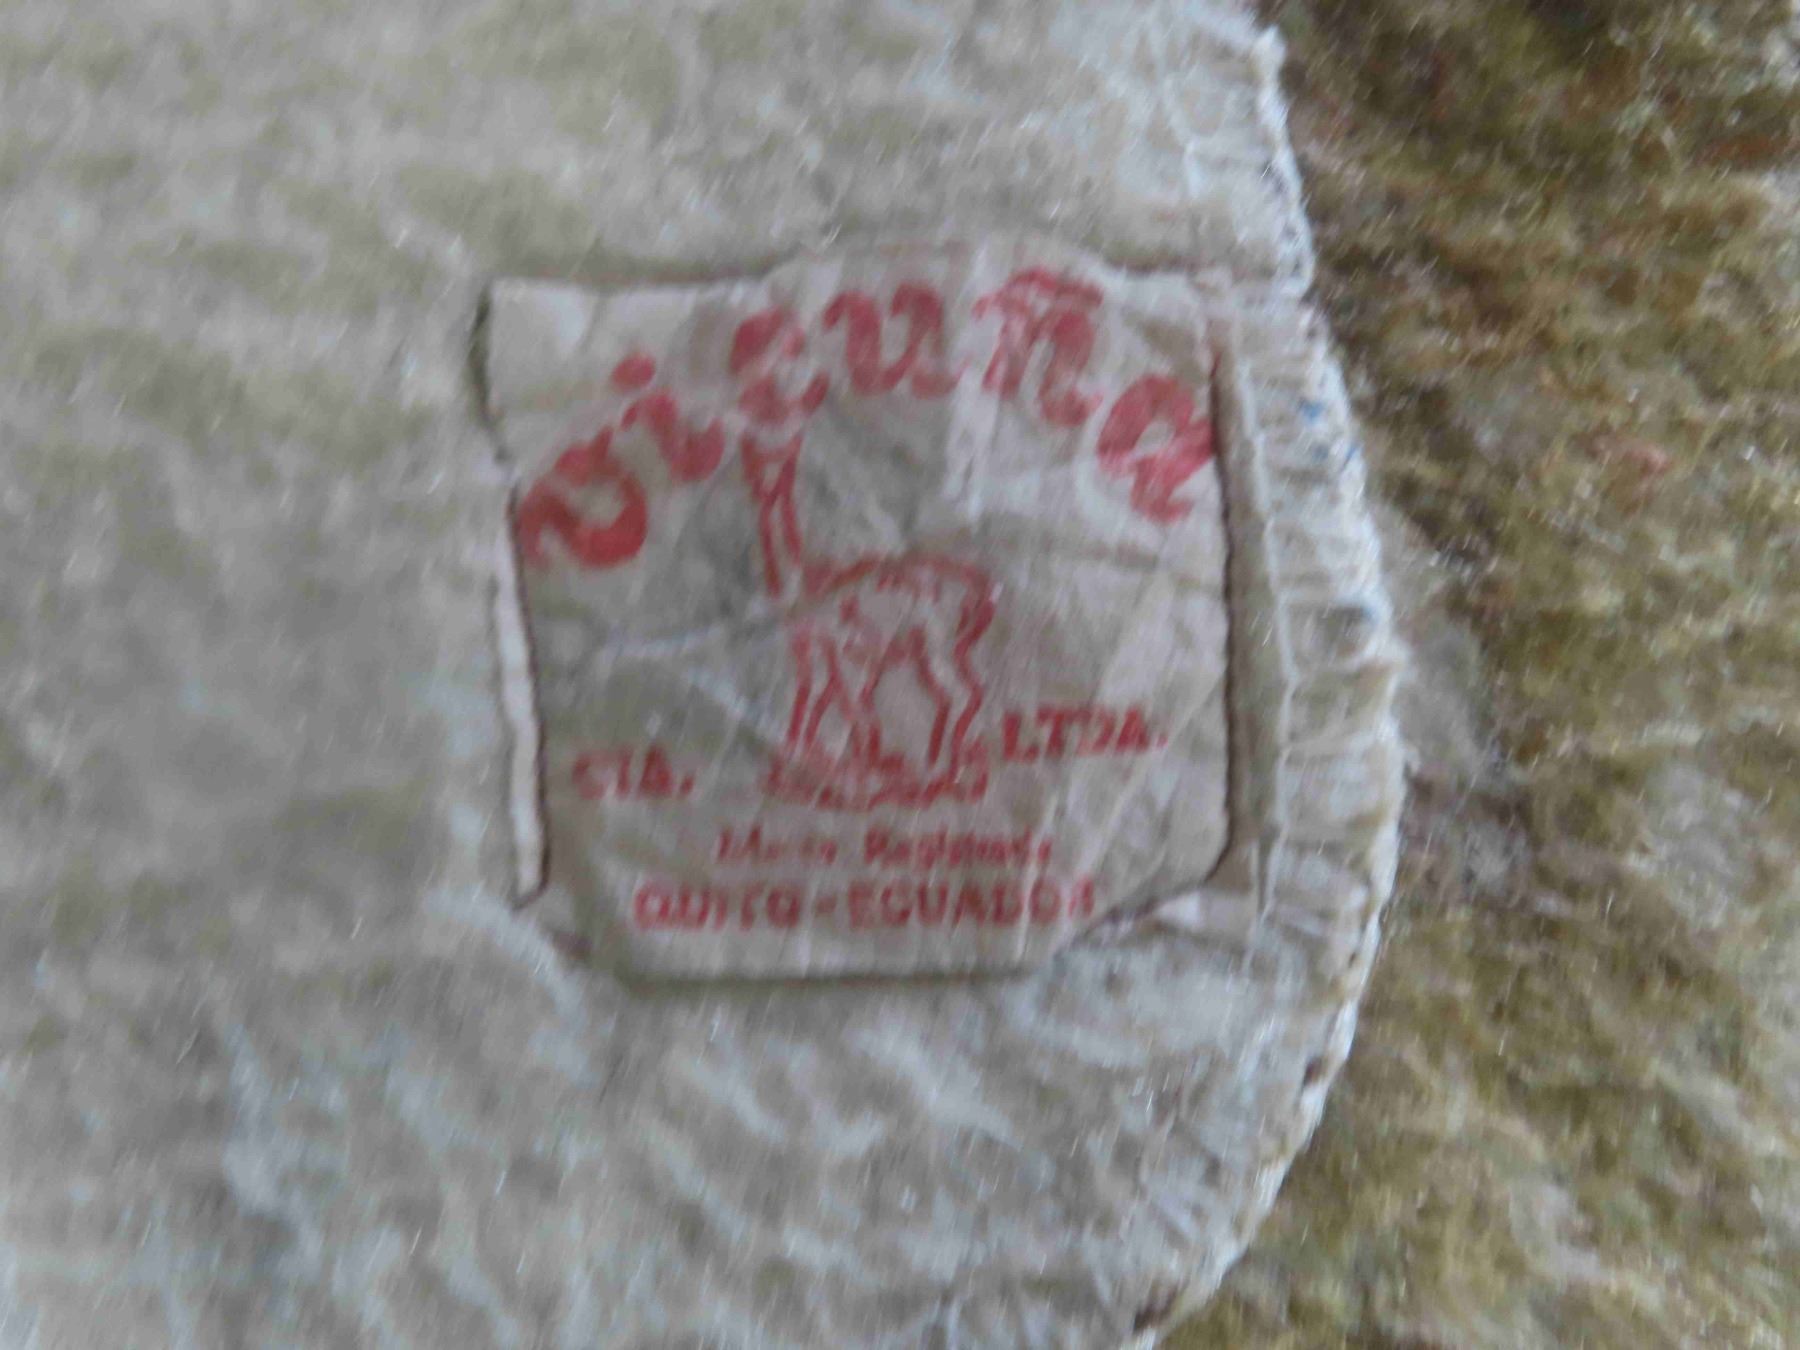 vicuña
CIA. LTDA.
Marca Registrada
QUITO - ECUADOR